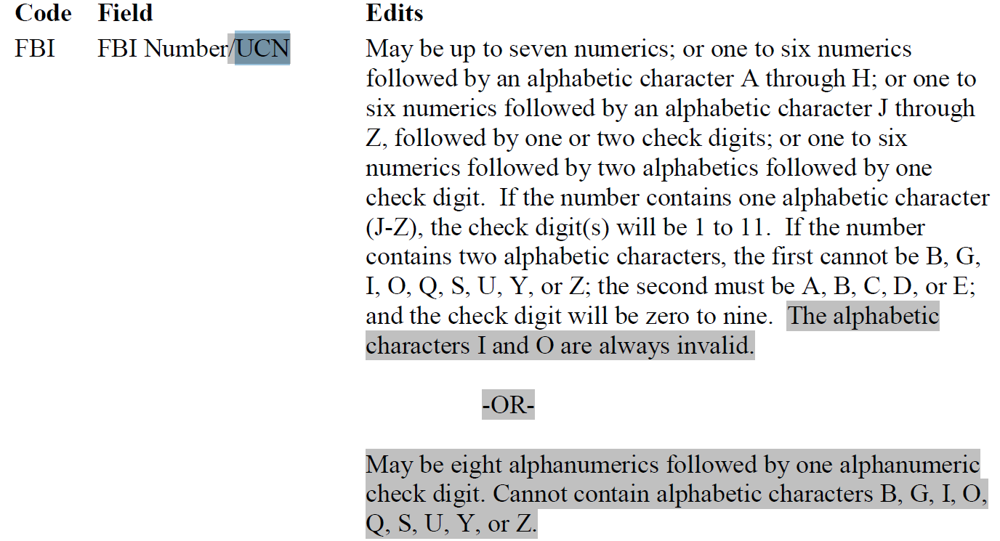 Code Field Edits
FBI FBI Number/UCN May be up to seven numerics; or one to six numerics
followed by an alphabetic character A through H; or one to
six numerics followed by an alphabetic character J through
Z, followed by one or two check digits; or one to six
numerics followed by two alphabetics followed by one
check digit.  If the number contains one alphabetic character
(J-Z), the check digit(s) will be 1 to 11.  If the number
contains two alphabetic characters, the first cannot be B, G,
I, O, Q, S, U, Y, or Z; the second must be A, B, C, D, or E;
and the check digit will be zero to nine.  The alphabetic
characters I and O are always invalid.
-OR-
May be eight alphanumerics followed by one alphanumeric
check digit. Cannot contain alphabetic characters B, G, I, O,
Q, S, U, Y, or Z.